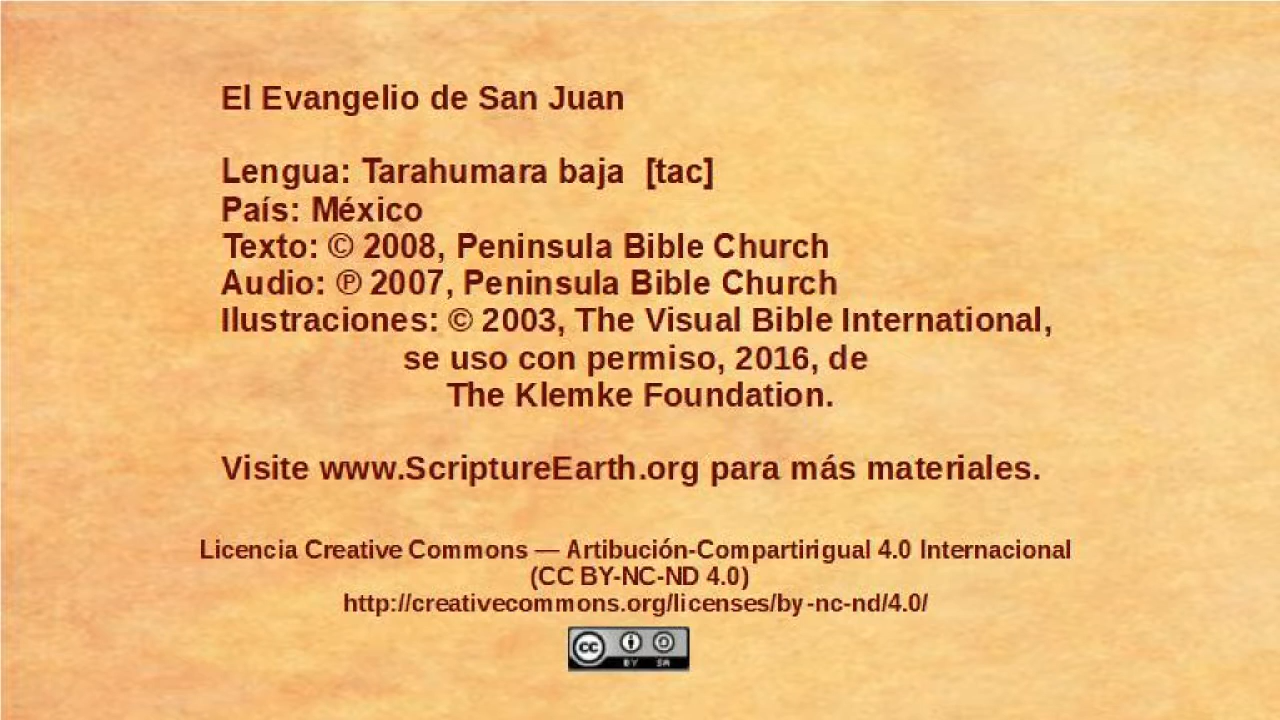 El Evangelio de San Juan
Lengua: Tarahumara baja [tac]
País: México
Texto: © 2008, Peninsula Bible Church
Audio: ℗ 2007, Peninsula Bible Church
Ilustraciones: © 2003, The Visual Bible International,
se uso con permiso, 2016, de
The Klemke Foundation.
Visite www.ScriptureEarth.org para más materiales.
Licencia Creative Commons — Artibución-Compartirigual 4.0 Internacional
(CC BY-NC-ND 4.0)
http://creativecommons.org/licenses/by-nc-nd/4.0/
cc BY SA